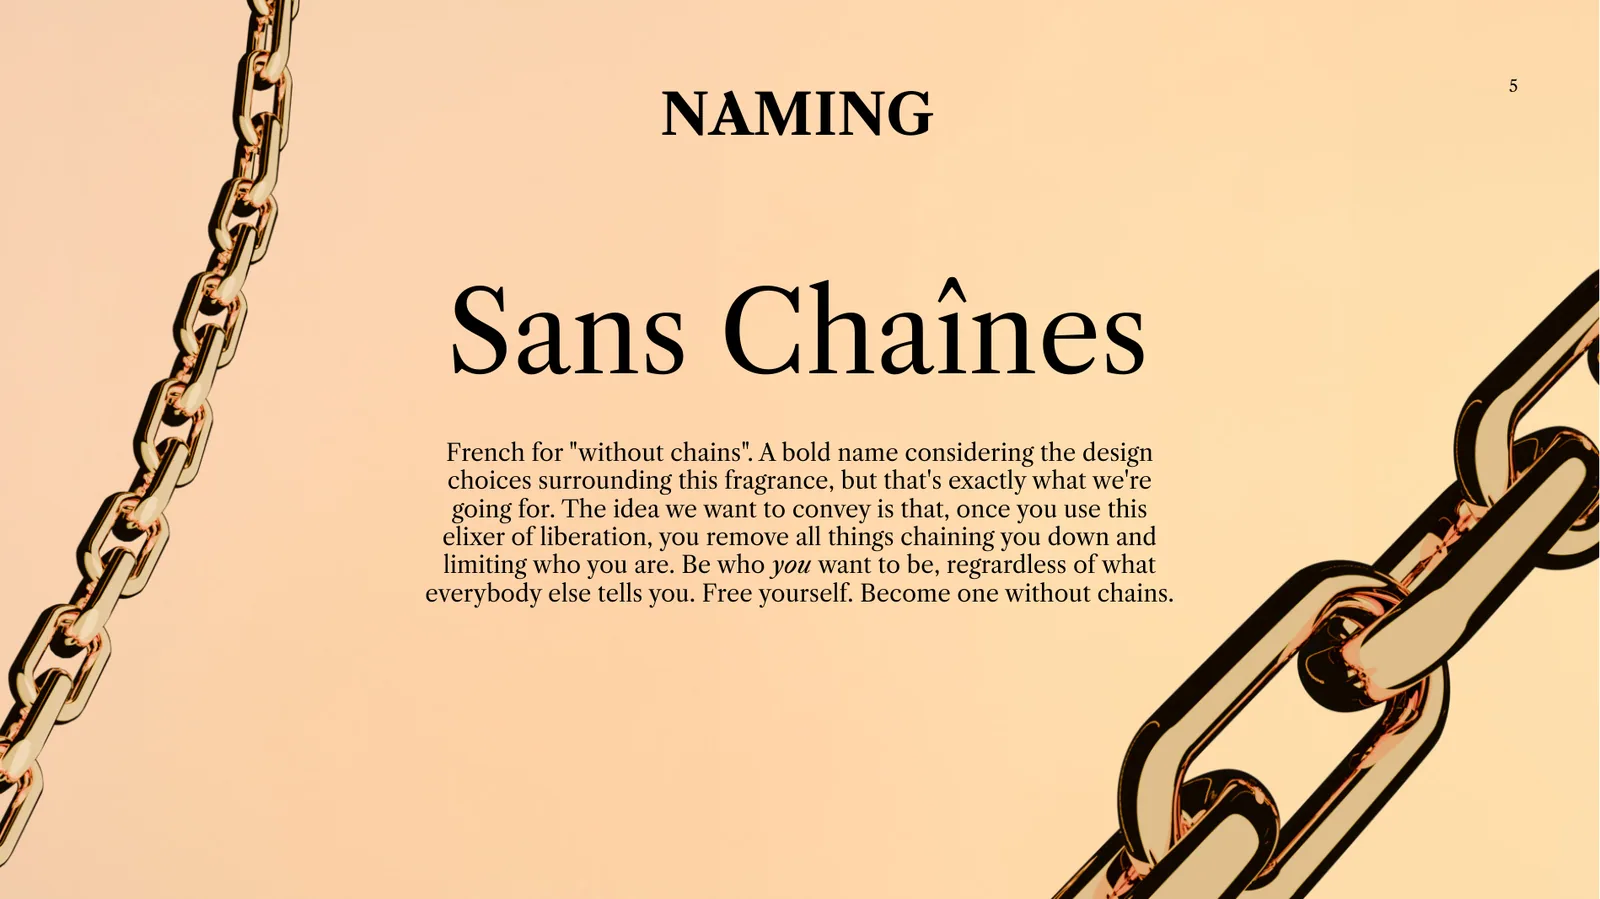 5
NAMING
Sans Chaînes
French for "without chains". A bold name considering the design
choices surrounding this fragrance, but that's exactly what we're
going for. The idea we want to convey is that, once you use this
elixer of liberation, you remove all things chaining you down and
limiting who you are. Be who you want to be, regrardless of what
everybody else tells you. Free yourself. Become one without chains.